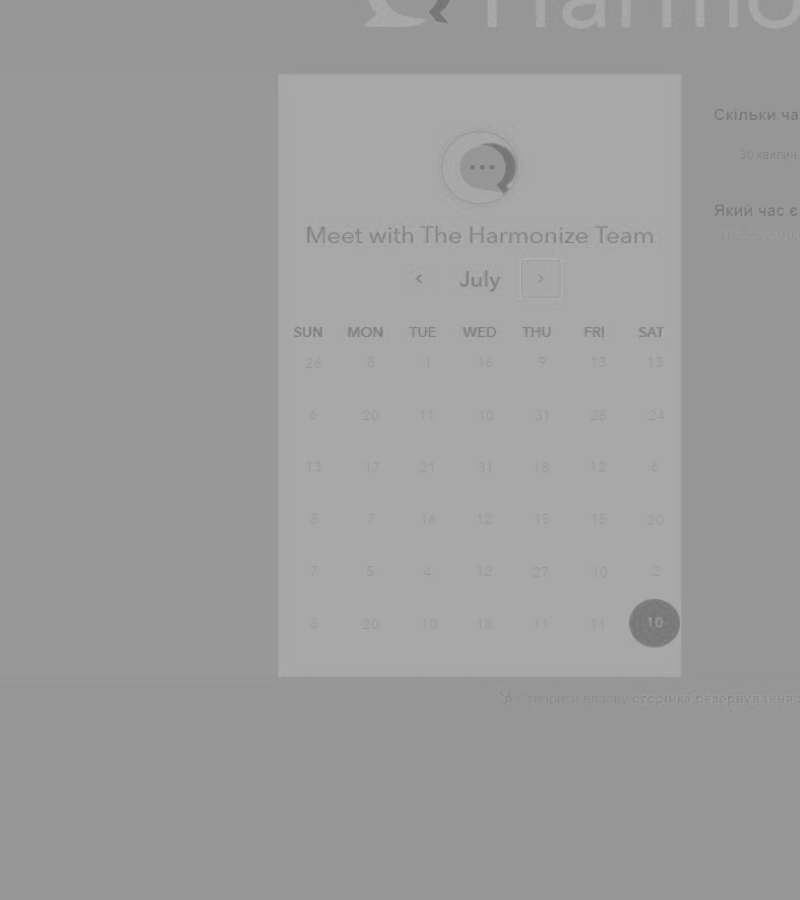 Harmo
Meet with The Harmonize Team
July
SUN MON TUE WED THU FRI SAT
26 8 1 16 9 13 13
6 20 11 10 31 28 24
13 17 21 31 18 12 6
8 7 16 12 15 15 20
7 5 4 12 27 10 2
8 20 10 18 11 11 10
Скільки ча
30 хвилин
Який час є
Створити власну сторінка резервування